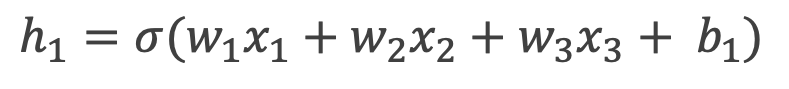 h₁ = σ(w₁x₁ + w₂x₂ + w₃x₃ + b₁)